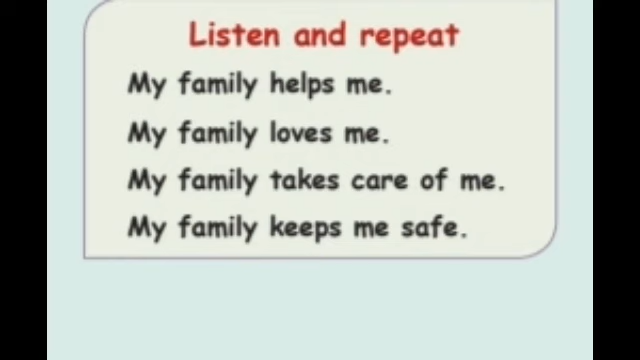 Listen and repeat
My family helps me.
My family loves me.
My family takes care of me.
My family keeps me safe.